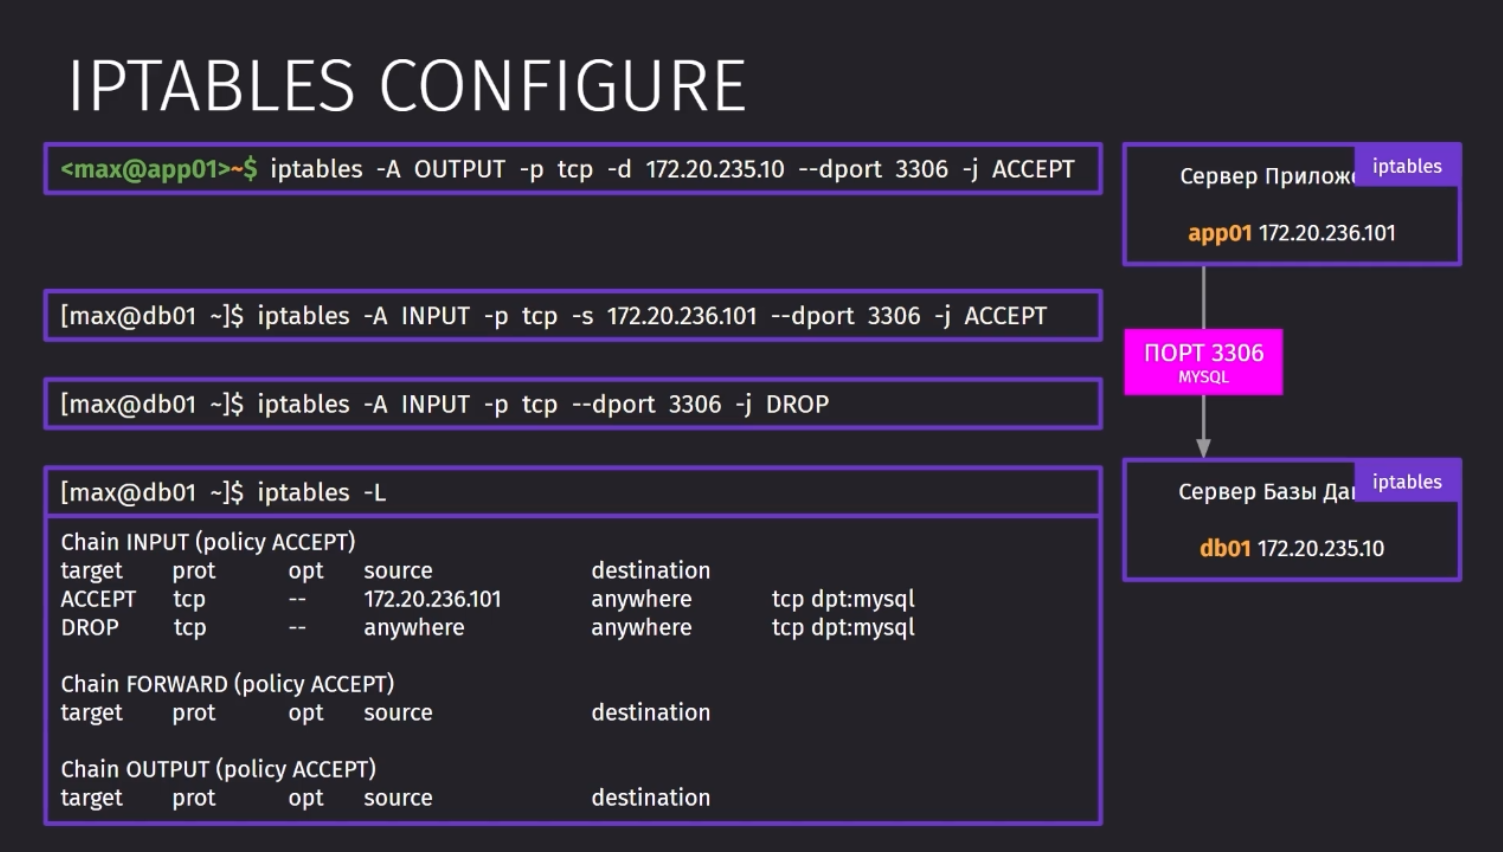 IPTABLES CONFIGURE
<max@app01>~$ iptables -A OUTPUT -p tcp -d 172.20.235.10 --dport 3306 -j ACCEPT
[max@db01 ~]$ iptables -A INPUT -p tcp -s 172.20.236.101 --dport 3306 -j ACCEPT
[max@db01 ~]$ iptables -A INPUT -p tcp --dport 3306 -j DROP
[max@db01 ~]$ iptables -L
Chain INPUT (policy ACCEPT)
target prot opt source destination
ACCEPT tcp -- 172.20.236.101 anywhere tcp dpt:mysql
DROP tcp -- anywhere anywhere tcp dpt:mysql
Chain FORWARD (policy ACCEPT)
target prot opt source destination
Chain OUTPUT (policy ACCEPT)
target prot opt source destination
Сервер
iptables
app01 172.20.236.101
ПОРТ 3306
MYSQL
Сервер Базы
iptables
db01 172.20.235.10